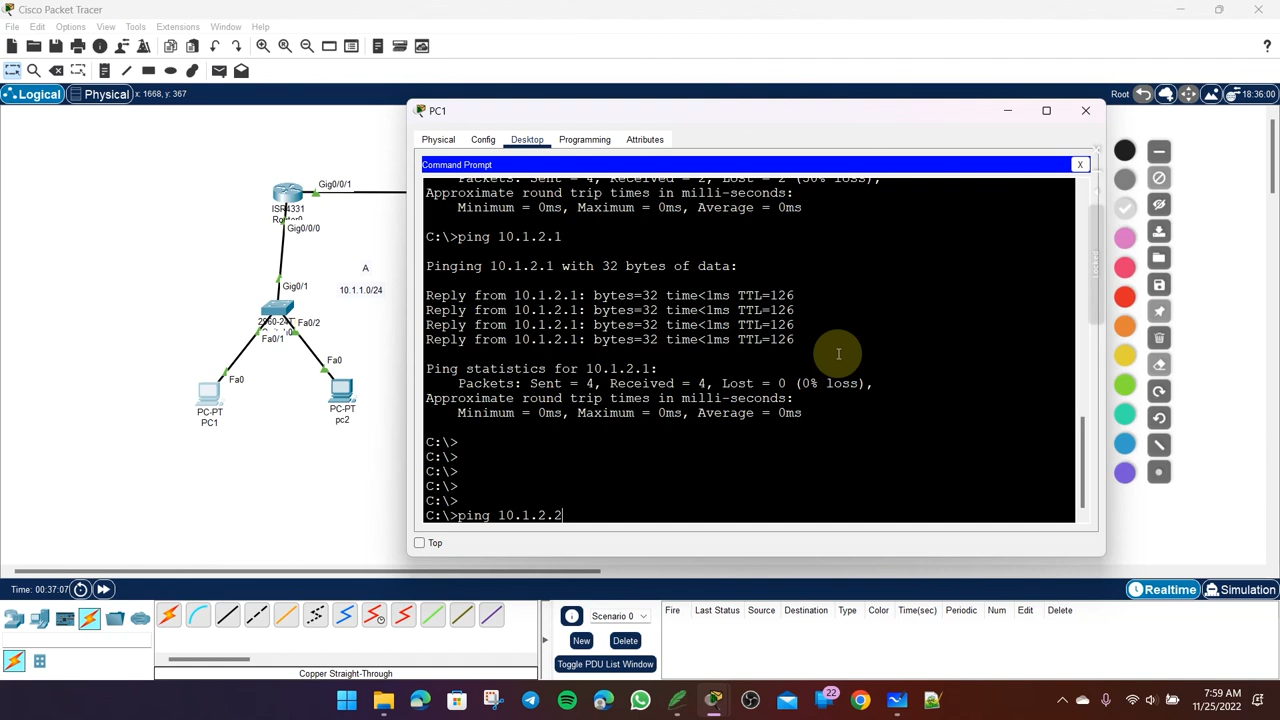 Cisco Packet Tracer
File Edit Options View Tools Extensions Window Help
Logical Physical x: 1668, y: 367
Root 18:36:00
PC1
Physical Config Desktop Programming Attributes
Command Prompt
X
Packets: Sent = 4, Received = 2, Lost = 2 (50% loss),
Approximate round trip times in milli-seconds:
Minimum = 0ms, Maximum = 0ms, Average = 0ms
C:\>ping 10.1.2.1
Pinging 10.1.2.1 with 32 bytes of data:
Reply from 10.1.2.1: bytes=32 time<1ms TTL=126
Reply from 10.1.2.1: bytes=32 time<1ms TTL=126
Reply from 10.1.2.1: bytes=32 time<1ms TTL=126
Reply from 10.1.2.1: bytes=32 time<1ms TTL=126
Ping statistics for 10.1.2.1:
Packets: Sent = 4, Received = 4, Lost = 0 (0% loss),
Approximate round trip times in milli-seconds:
Minimum = 0ms, Maximum = 0ms, Average = 0ms
C:\>
C:\>
C:\>
C:\>
C:\>
C:\>ping 10.1.2.2
Top
Gig0/0/1
ISR4331
Gig0/0/0
A
10.1.1.0/24
Gig0/1
Fa0/2
Fa0/1
Fa0
Fa0
PC-PT
PC1
PC-PT
pc2
Time: 00:37:07
Realtime Simulation
Scenario 0
New Delete
Toggle PDU List Window
Fire Last Status Source Destination Type Color Time(sec) Periodic Num Edit Delete
Copper Straight-Through
22
7:59 AM
11/25/2022